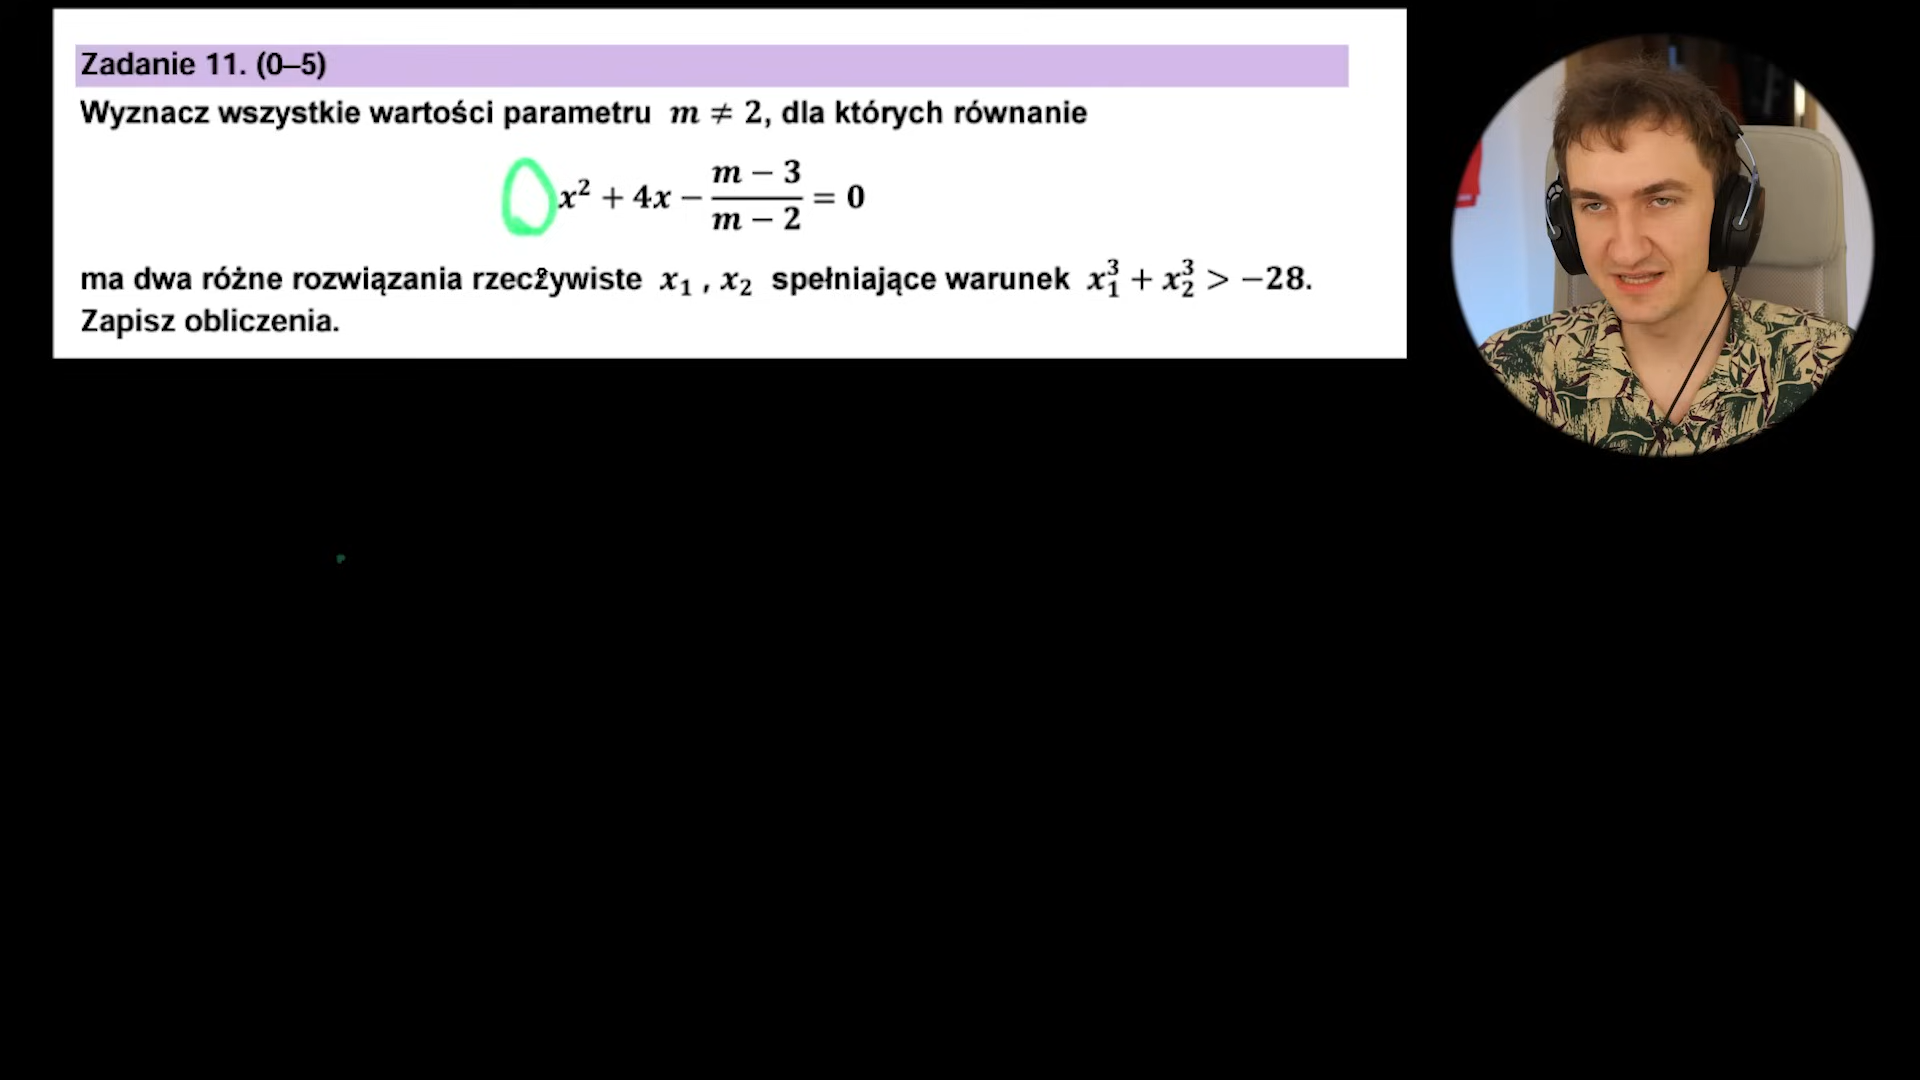 Zadanie 11. (0–5)
Wyznacz wszystkie wartości parametru m ≠ 2, dla których równanie
x² + 4x − \frac{m − 3}{m − 2} = 0
ma dwa różne rozwiązania rzeczywiste x₁ , x₂ spełniające warunek x₁³ + x₂³ > −28.
Zapisz obliczenia.